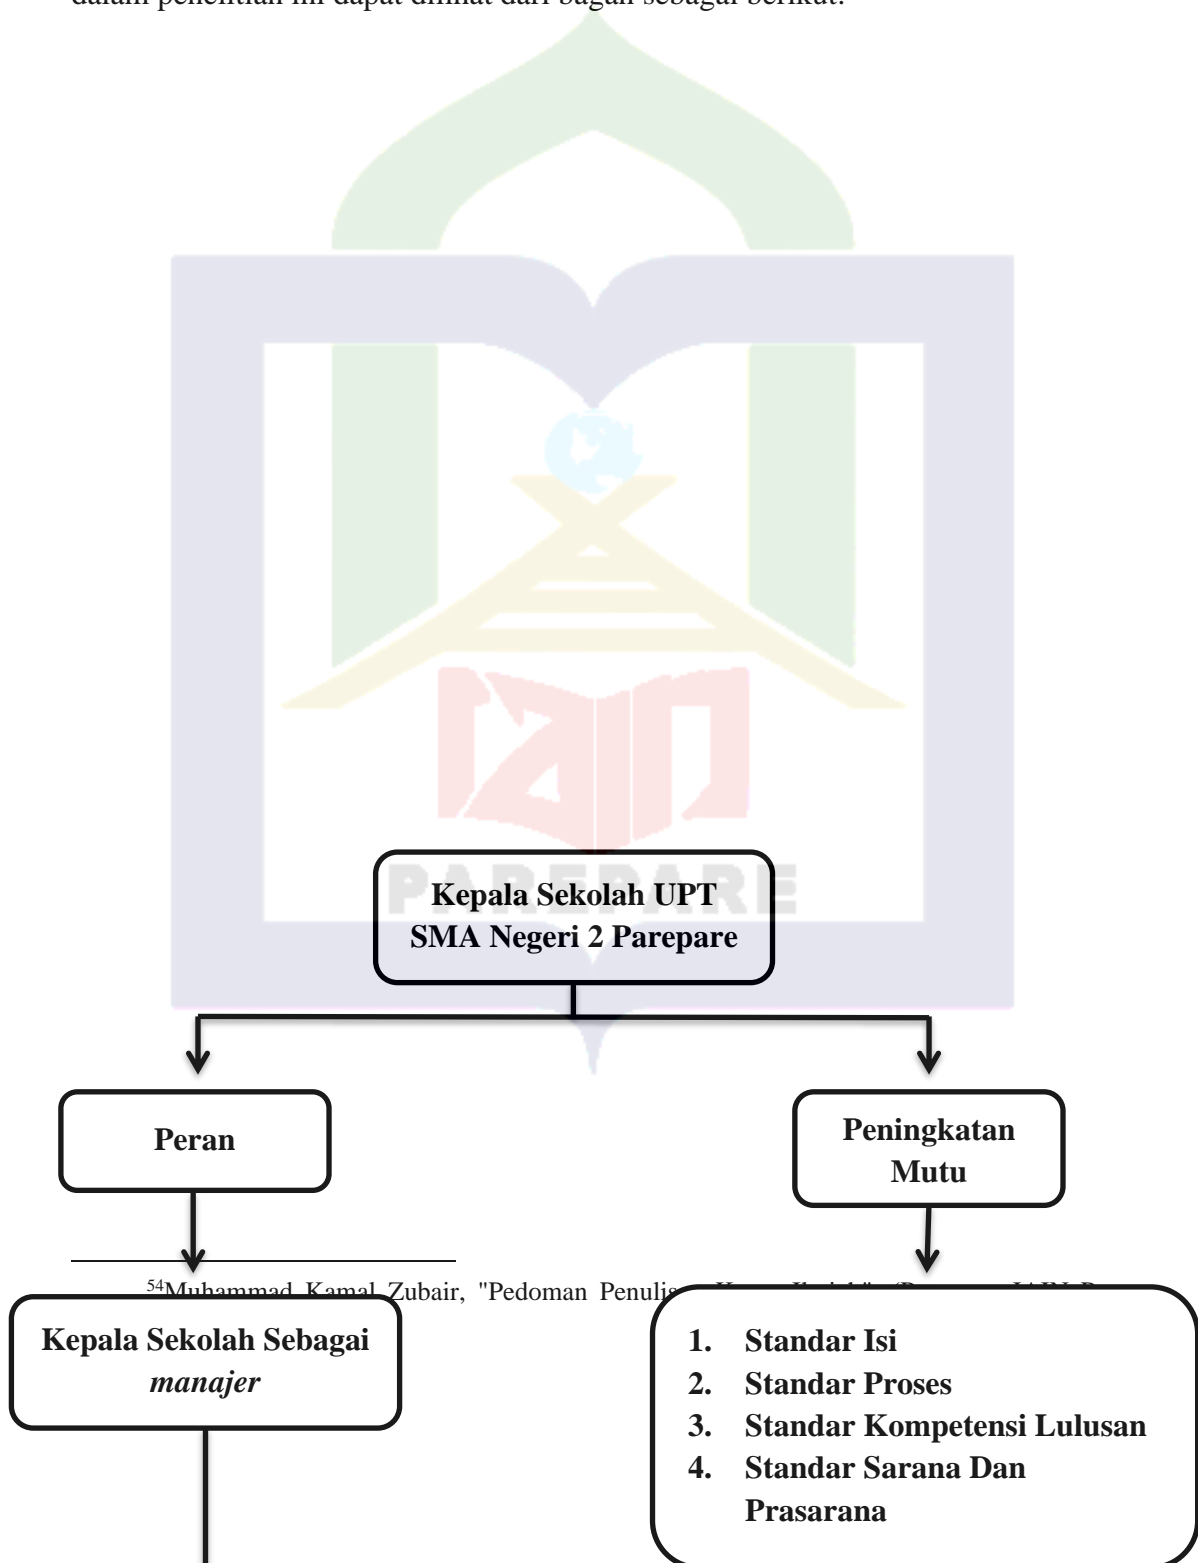 dalam penelitian ini dapat dilihat dari bagan sebagai berikut:
iain
PAREPARE
Kepala Sekolah UPT
SMA Negeri 2 Parepare
Peran
Peningkatan
Mutu
54Muhammad Kamal Zubair, "Pedoman
Kepala Sekolah Sebagai
manajer
1. Standar Isi
2. Standar Proses
3. Standar Kompetensi Lulusan
4. Standar Sarana Dan
Prasarana